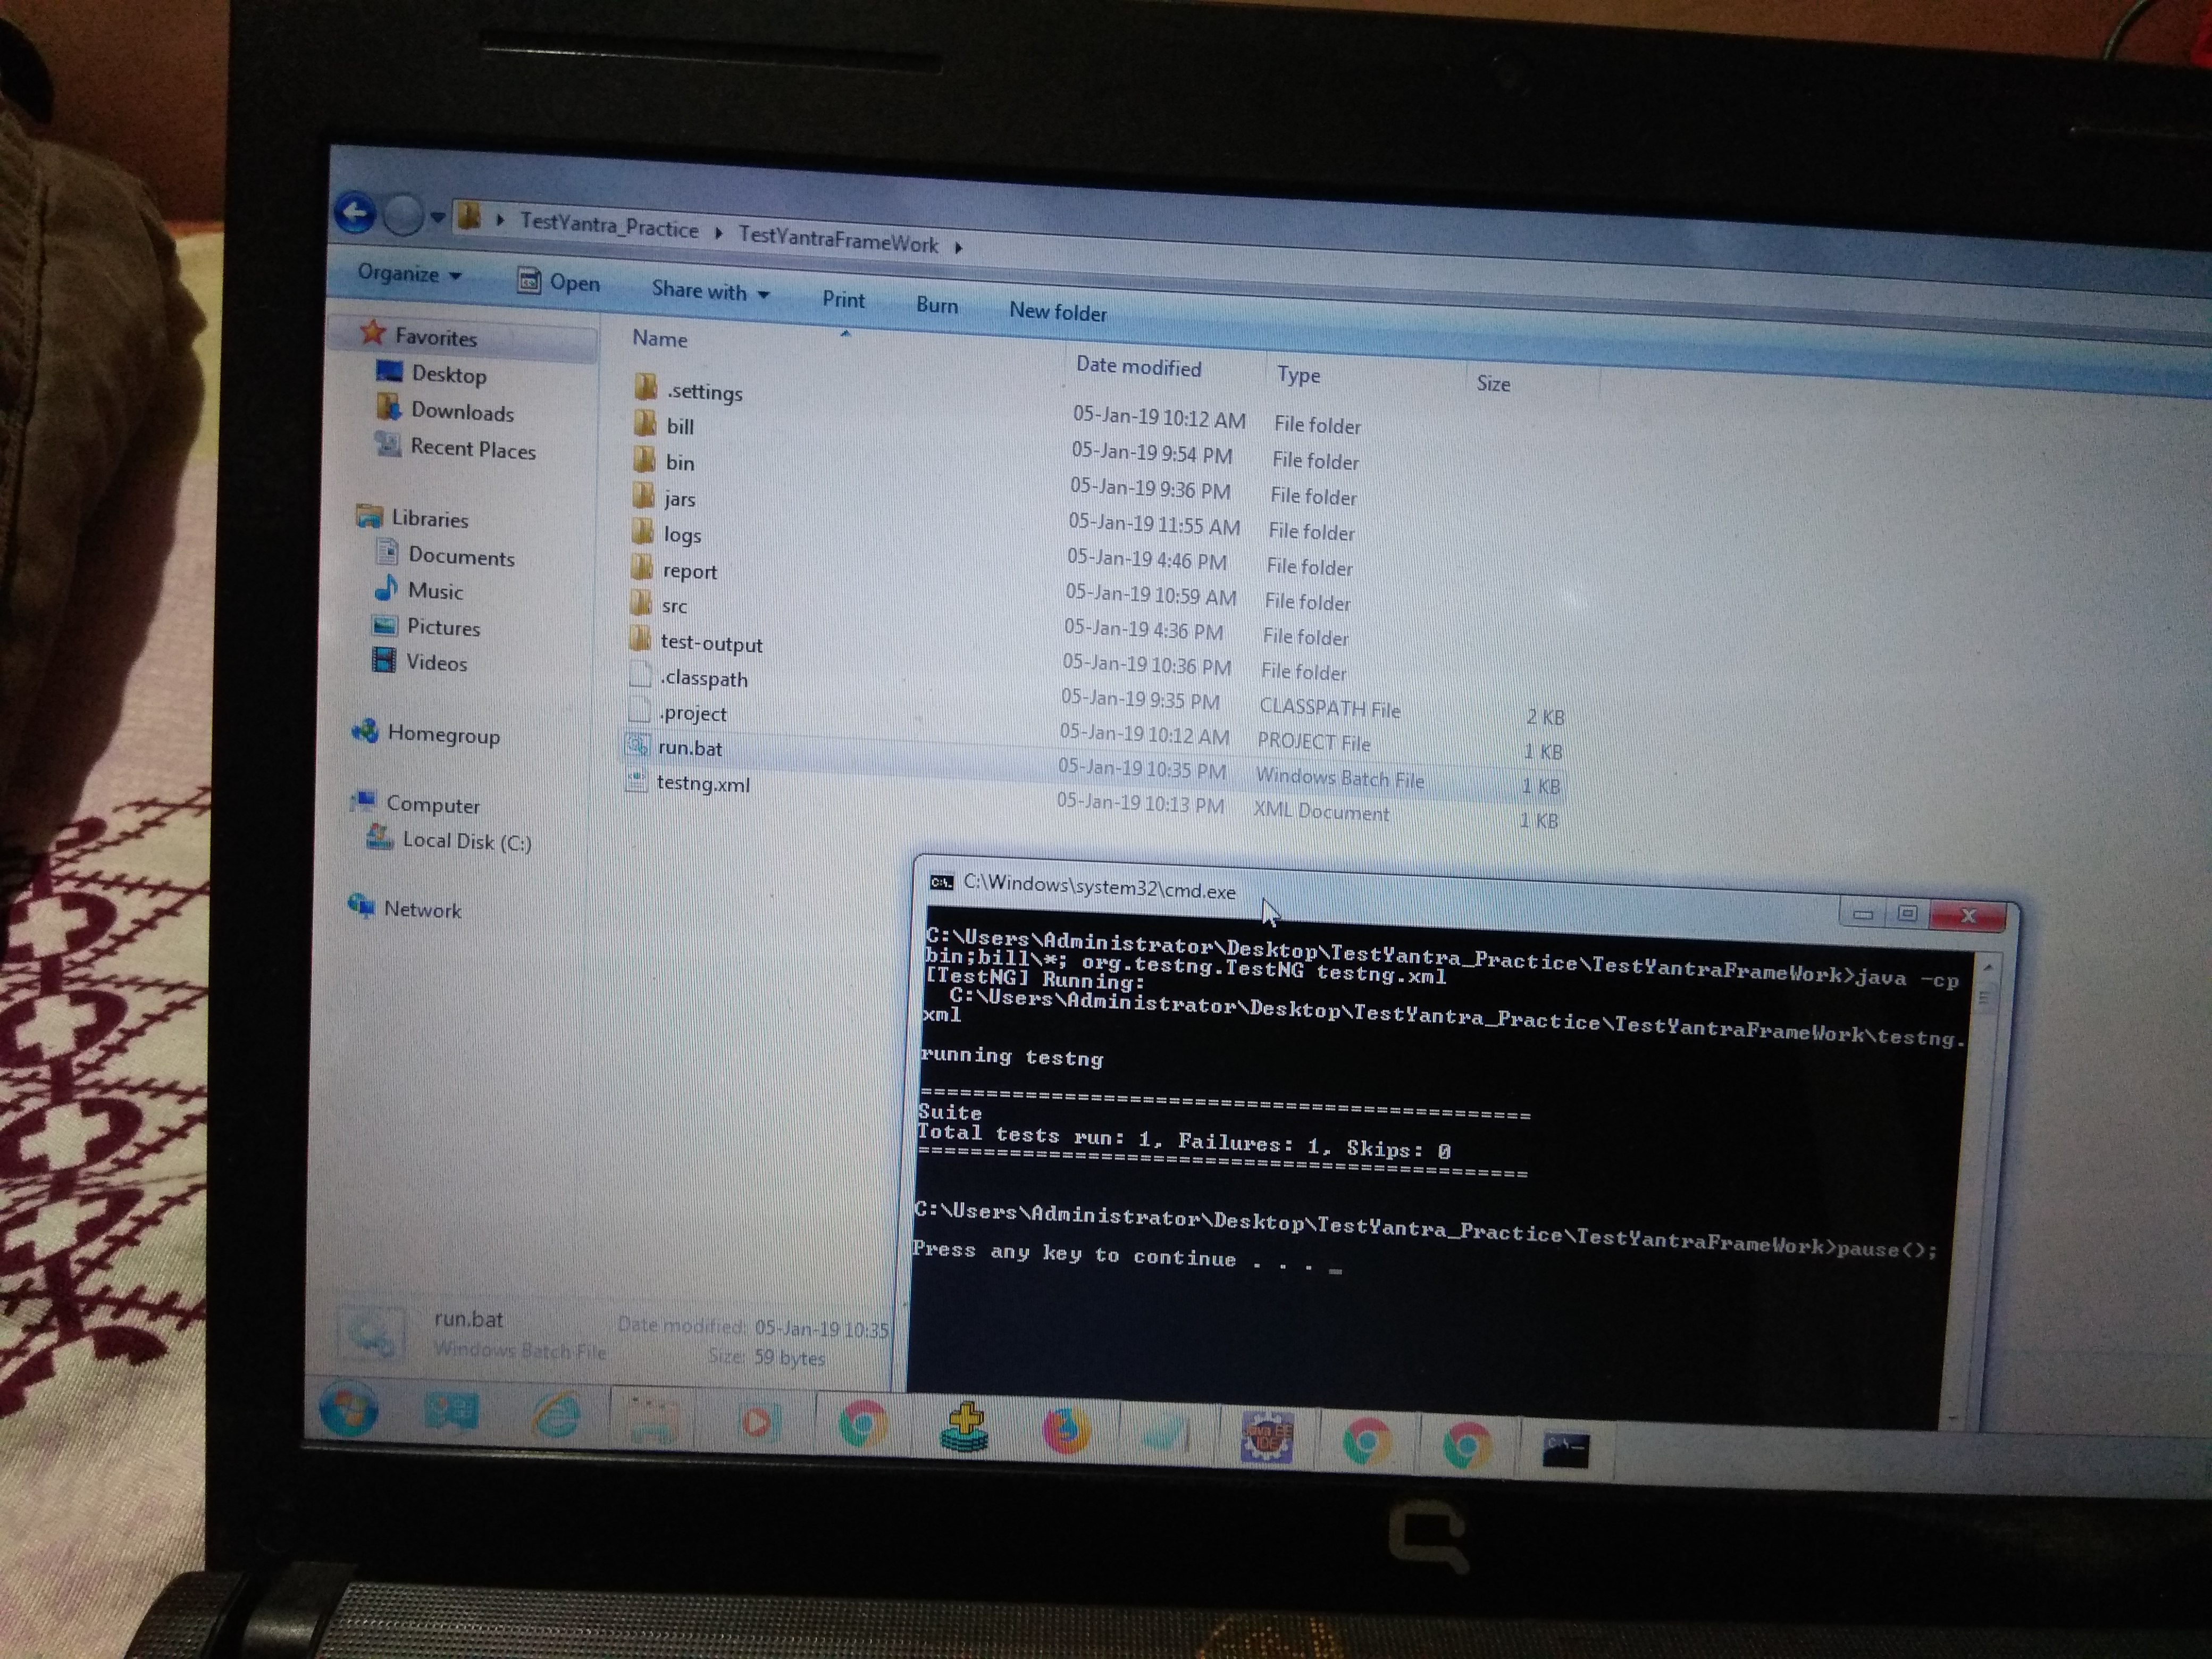 TestYantra_Practice TestYantraFrameWork
Organize Open Share with Print Burn New folder
Favorites
Desktop
Downloads
Recent Places
Libraries
Documents
Music
Pictures
Videos
Homegroup
Computer
Local Disk (C:)
Network
Name Date modified Type Size
.settings 05-Jan-19 10:12 AM File folder
bill 05-Jan-19 9:54 PM File folder
bin 05-Jan-19 9:36 PM File folder
jars 05-Jan-19 11:55 AM File folder
logs 05-Jan-19 4:46 PM File folder
report 05-Jan-19 10:59 AM File folder
src 05-Jan-19 4:36 PM File folder
test-output 05-Jan-19 10:36 PM File folder
.classpath 05-Jan-19 9:35 PM CLASSPATH File 2 KB
.project 05-Jan-19 10:12 AM PROJECT File 1 KB
run.bat 05-Jan-19 10:35 PM Windows Batch File 1 KB
testng.xml 05-Jan-19 10:13 PM XML Document 1 KB
C:\Windows\system32\cmd.exe
C:\Users\Administrator\Desktop\TestYantra_Practice\TestYantraFrameWork>java -cp
bin;bill\*; org.testng.TestNG testng.xml
[TestNG] Running:
C:\Users\Administrator\Desktop\TestYantra_Practice\TestYantraFrameWork\testng.
xml
running testng
===============================================
Suite
Total tests run: 1, Failures: 1, Skips: 0
===============================================
C:\Users\Administrator\Desktop\TestYantra_Practice\TestYantraFrameWork>pause();
Press any key to continue . . . _
run.bat Date modified: 05-Jan-19 10:35
Windows Batch File Size: 59 bytes
Java EE
IDE
C:\